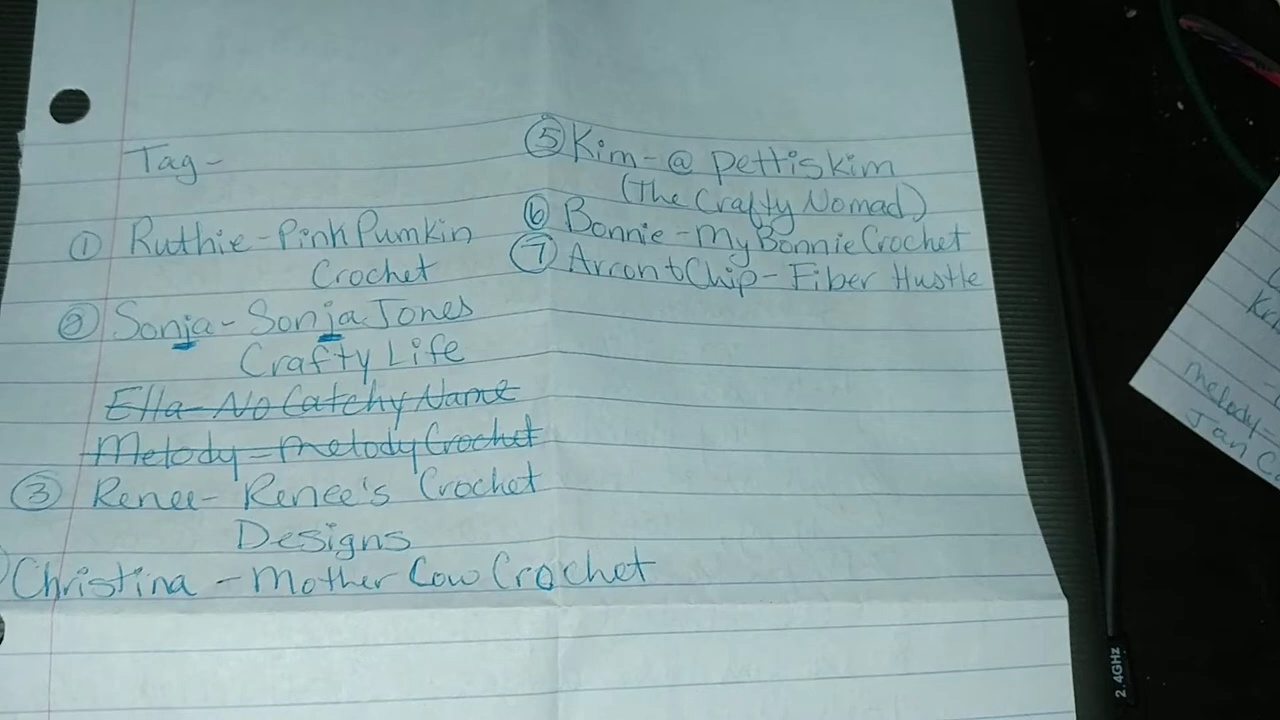 Tag-
① Ruthie - Pink Pumkin
Crochet
② Sonja - Sonja Jones
Crafty Life
Ella - No Catchy Name
Melody - Melody Crochet
③ Renee - Renee's Crochet
Designs
Christina - Mother Cow Crochet
⑤ Kim - @ pettiskim
(The Crafty Nomad)
⑥ Bonnie - My Bonnie Crochet
⑦ Arron + Chip - Fiber Hustle
melody-
Jan
2.4GHz